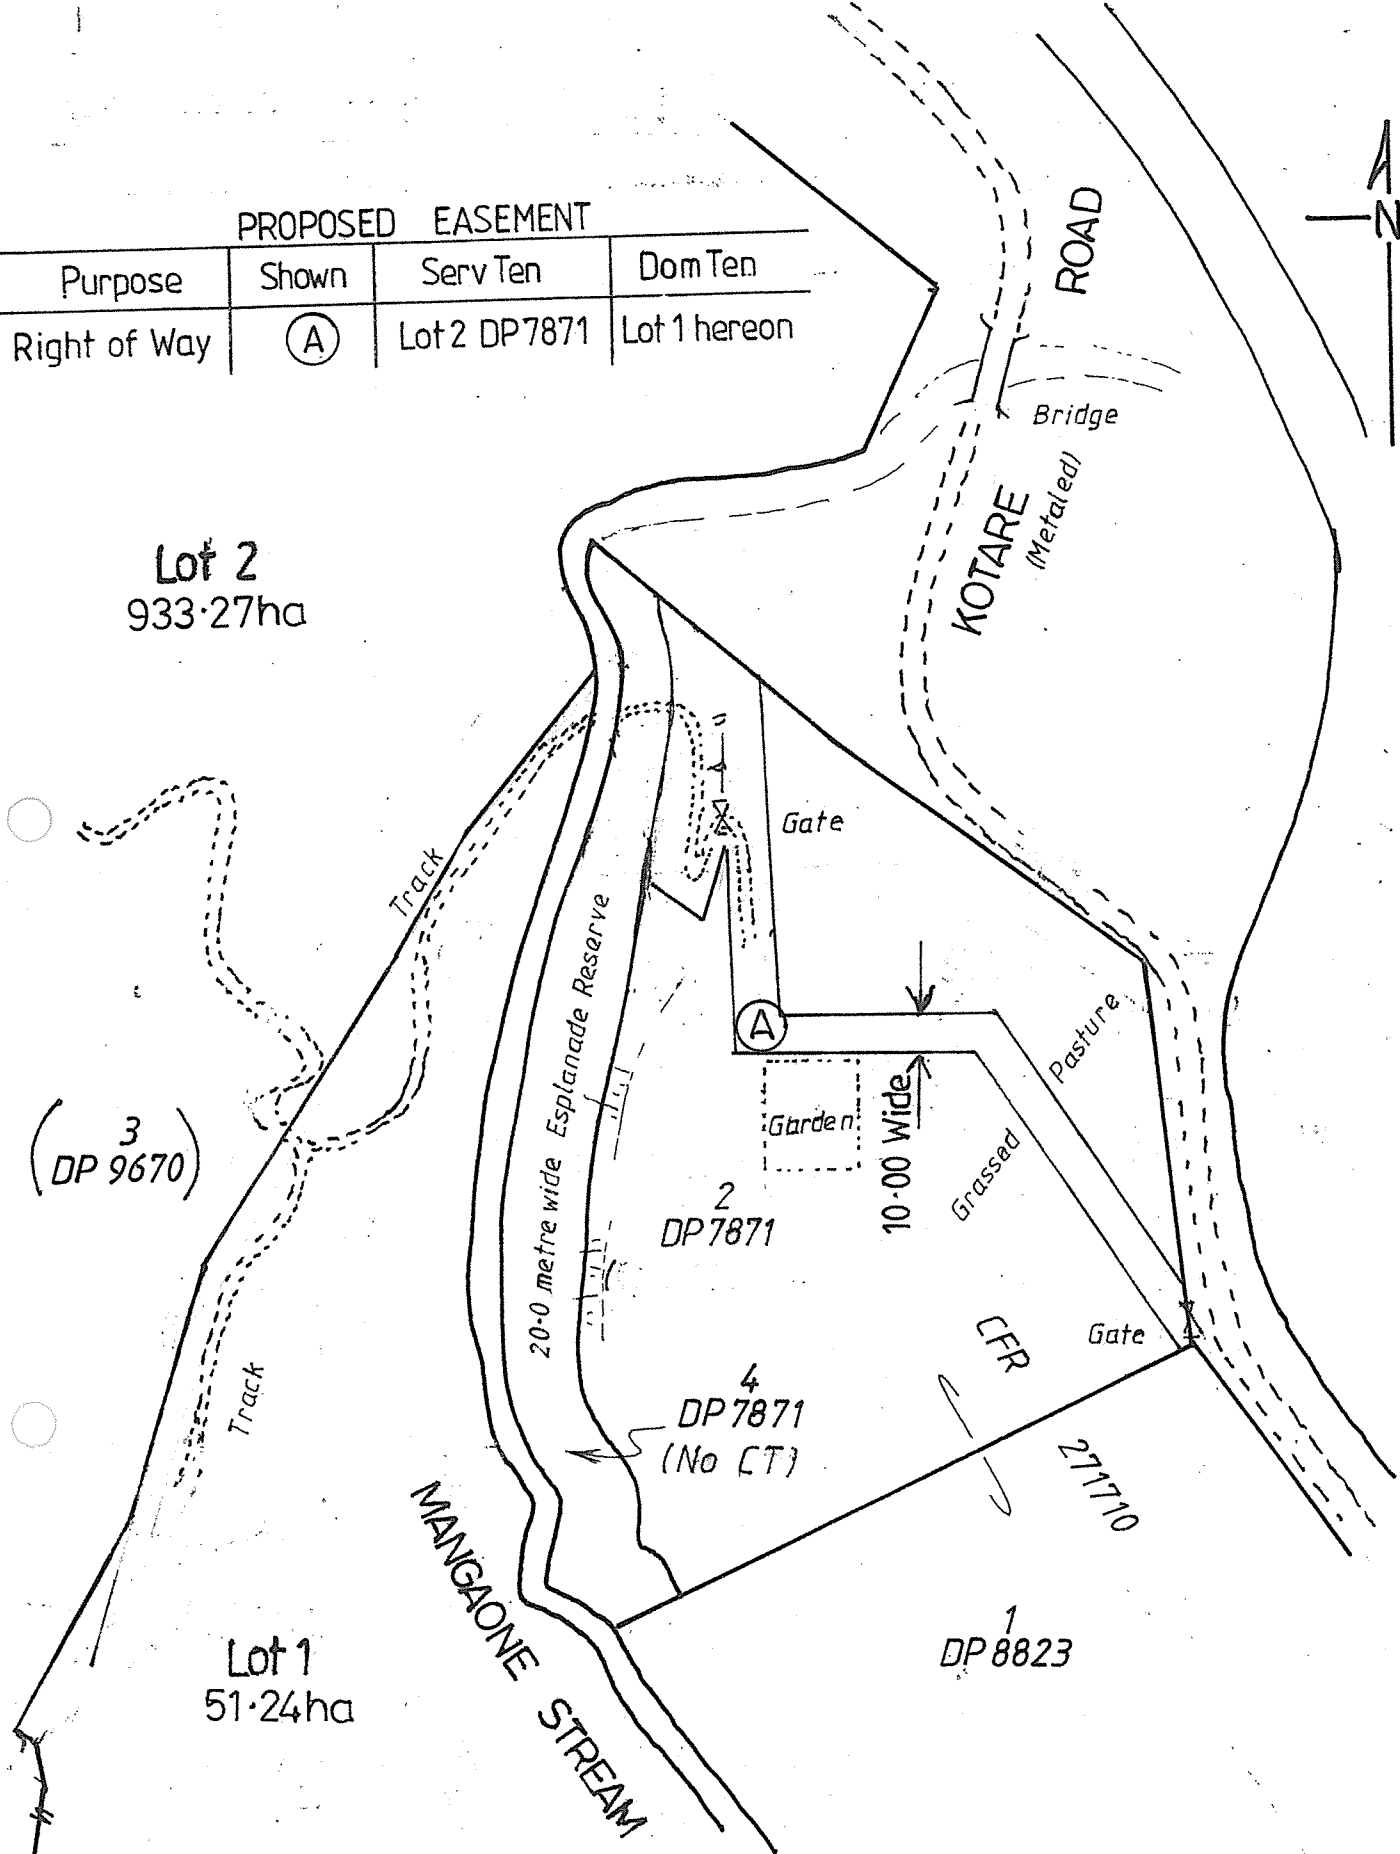 PROPOSED EASEMENT
Purpose Shown Serv Ten Dom Ten
Right of Way A Lot 2 DP 7871 Lot 1 hereon
N
ROAD
Bridge
KOTARE
(Metaled)
Lot 2
933·27ha
Gate
Track
20·0 metre wide Esplanade Reserve
A
Pasture
Garden
10·00 Wide
Grassed
3
DP 9670
2
DP 7871
CFR
271710
Gate
Track
4
DP 7871
(No CT)
MANGAONE STREAM
Lot 1
51·24ha
1
DP 8823